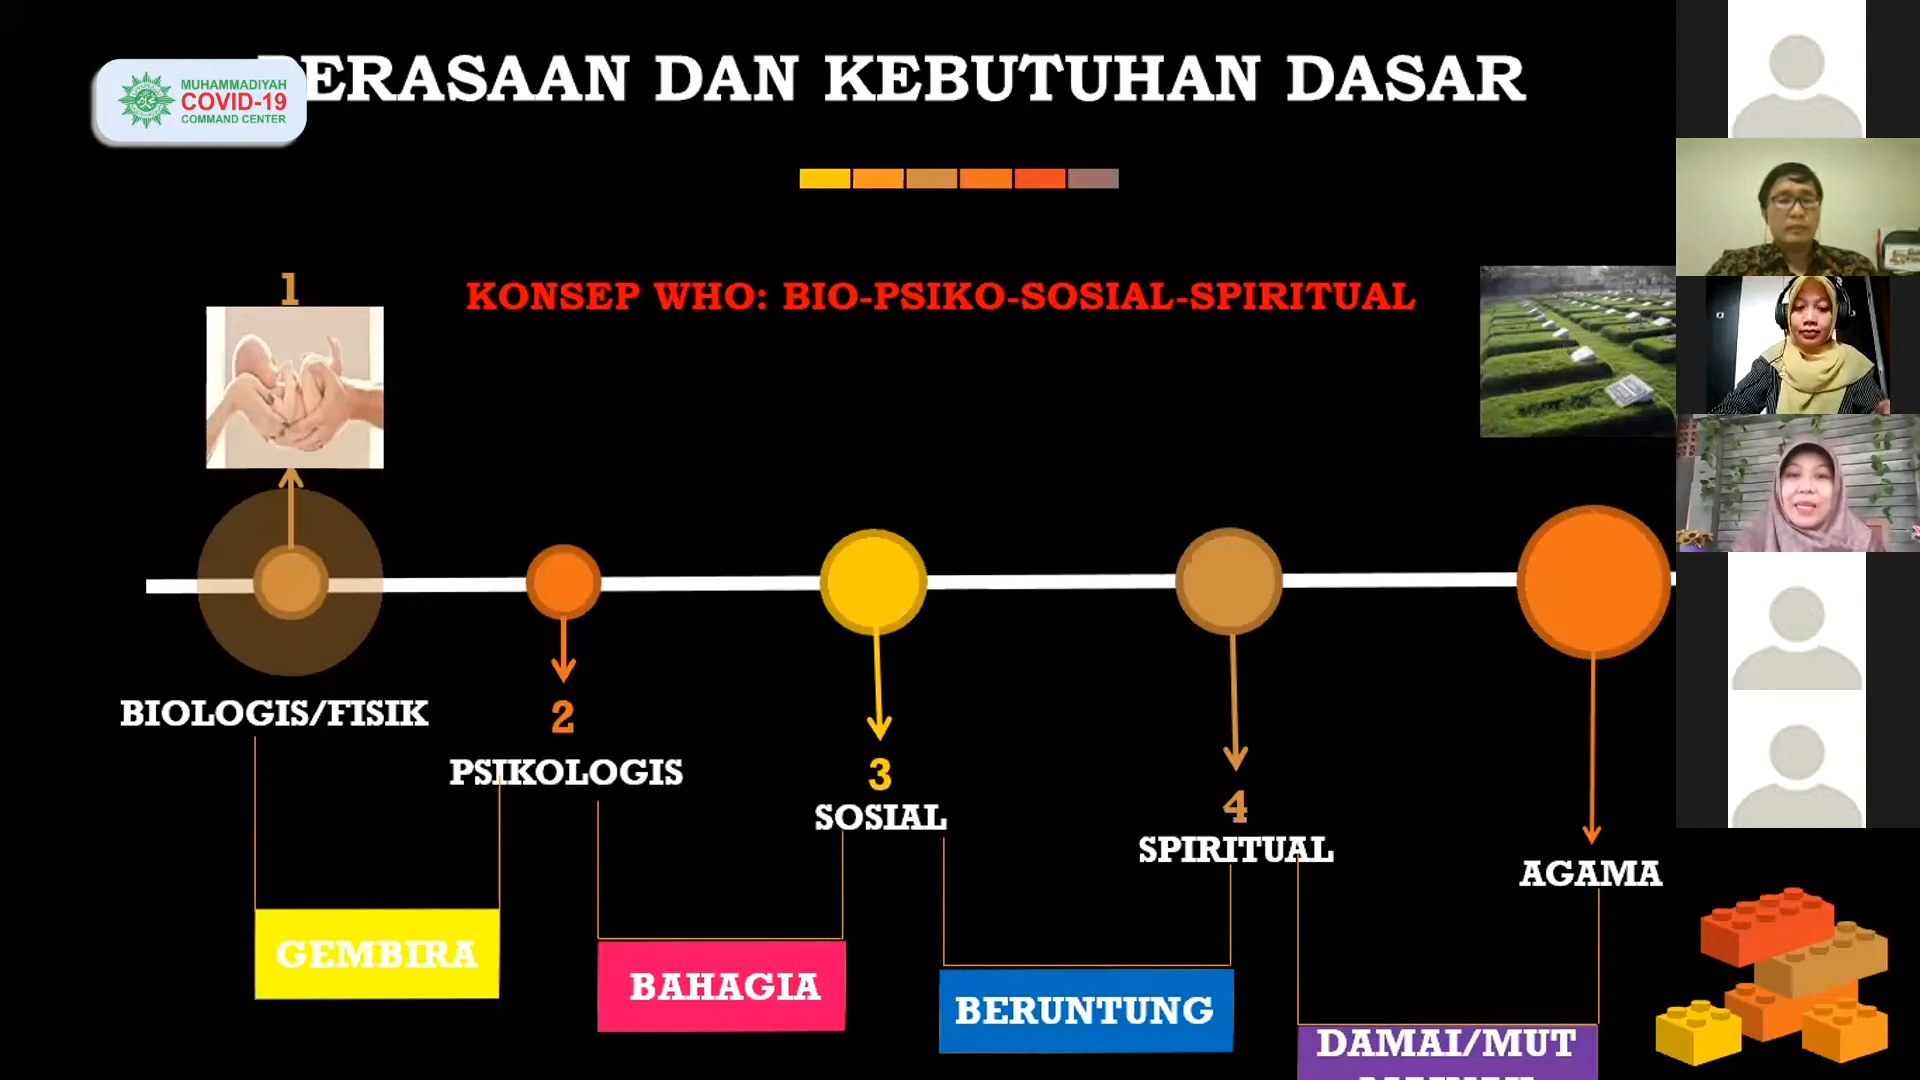 PERASAAN DAN KEBUTUHAN DASAR
MUHAMMADIYAH
COVID-19
COMMAND CENTER
1
KONSEP WHO: BIO-PSIKO-SOSIAL-SPIRITUAL
BIOLOGIS/FISIK
2
PSIKOLOGIS
3
SOSIAL
4
SPIRITUAL
AGAMA
GEMBIRA
BAHAGIA
BERUNTUNG
DAMAI/MUT